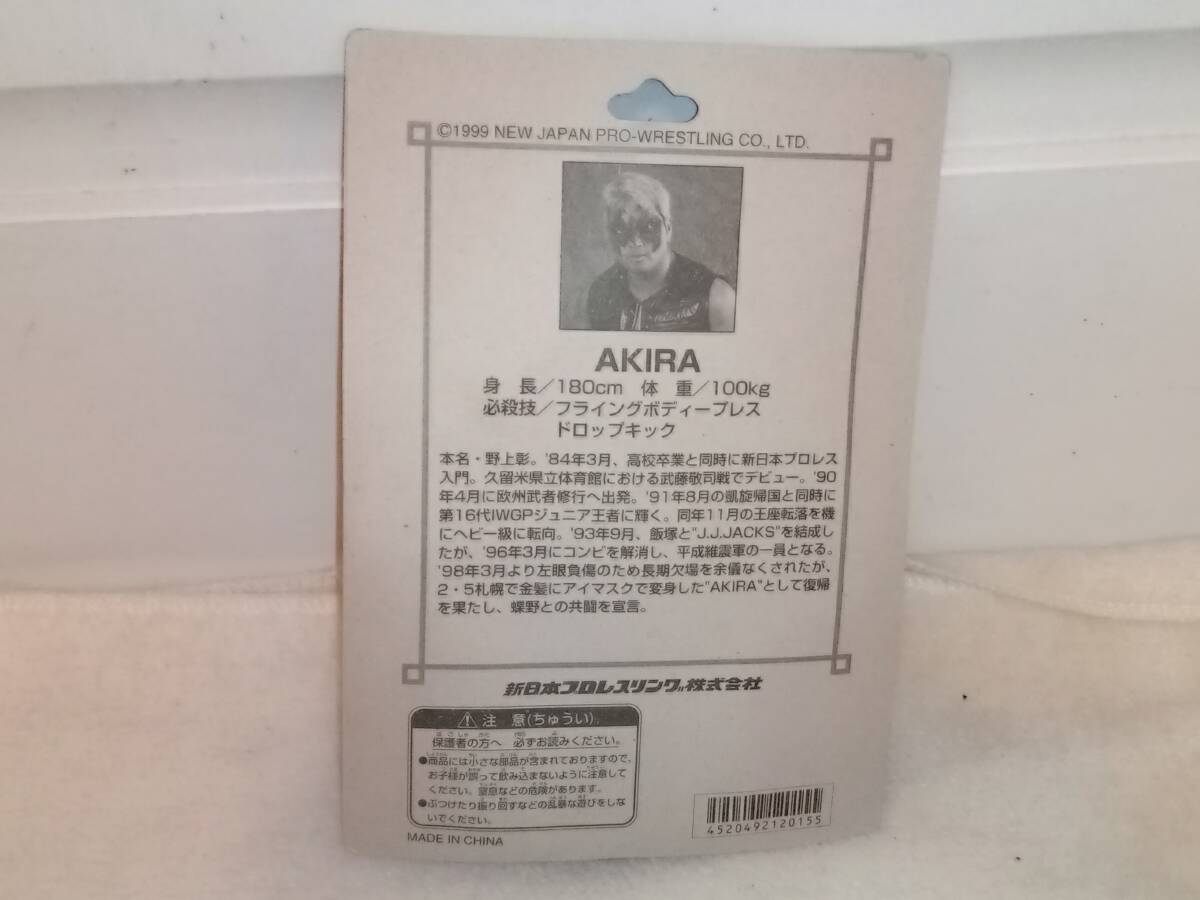 ©1999 NEW JAPAN PRO-WRESTLING CO., LTD.
AKIRA
身 長／180cm 体 重／100kg
必殺技／フライングボディープレス
ドロップキック
本名・野上彰。'84年3月、高校卒業と同時に新日本プロレス
入門。久留米県立体育館における武藤敬司戦でデビュー。'90
年4月に欧州武者修行へ出発。'91年8月の凱旋帰国と同時に
第16代IWGPジュニア王者に輝く。同年11月の王座転落を機
にヘビー級に転向。'93年9月、飯塚と"J.J.JACKS"を結成し
たが、'96年3月にコンビを解消し、平成維震軍の一員となる。
'98年3月より左眼負傷のため長期欠場を余儀なくされたが、
2・5札幌で金髪にアイマスクで変身した"AKIRA"として復帰
を果たし、蝶野との共闘を宣言。
新日本プロレスリング株式会社
注 意(ちゅうい)
保護者の方へ 必ずお読みください。
●商品には小さな部品が含まれておりますので、
お子様が誤って飲み込まないように注意して
ください。窒息などの危険があります。
●ぶつけたり振り回すなどの乱暴な遊びをしな
いでください。
MADE IN CHINA
4520492120155